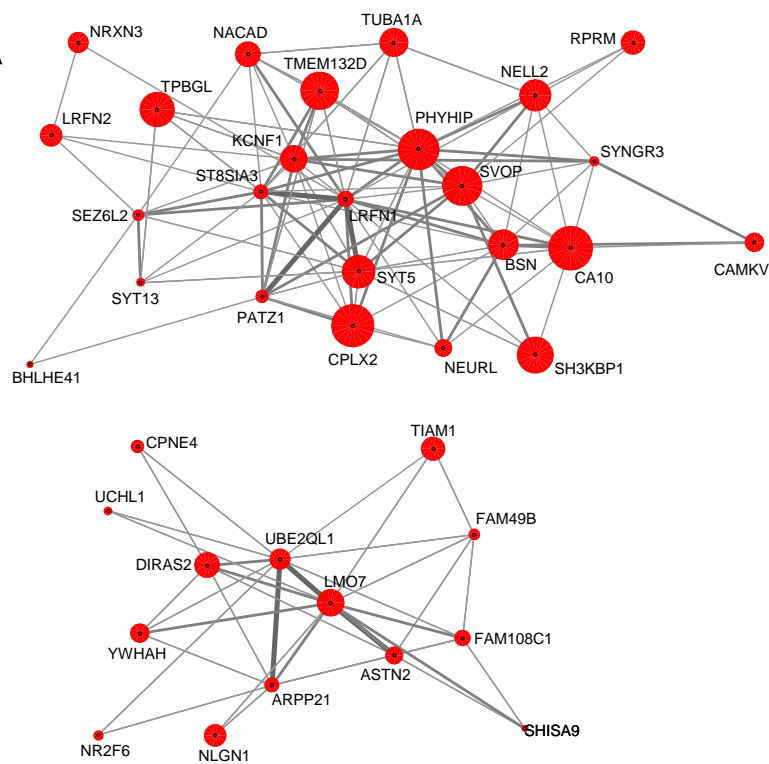 A
NRXN3
NACAD
TUBA1A
RPRM
TMEM132D
NELL2
TPBGL
PHYHIP
LRFN2
KCNF1
SYNGR3
ST8SIA3
SVOP
SEZ6L2
LRFN1
BSN
CA10
CAMKV
SYT5
SYT13
PATZ1
CPLX2
NEURL
SH3KBP1
BHLHE41
CPNE4
TIAM1
UCHL1
FAM49B
UBE2QL1
DIRAS2
LMO7
YWHAH
FAM108C1
ASTN2
ARPP21
SHISA9
NR2F6
NLGN1